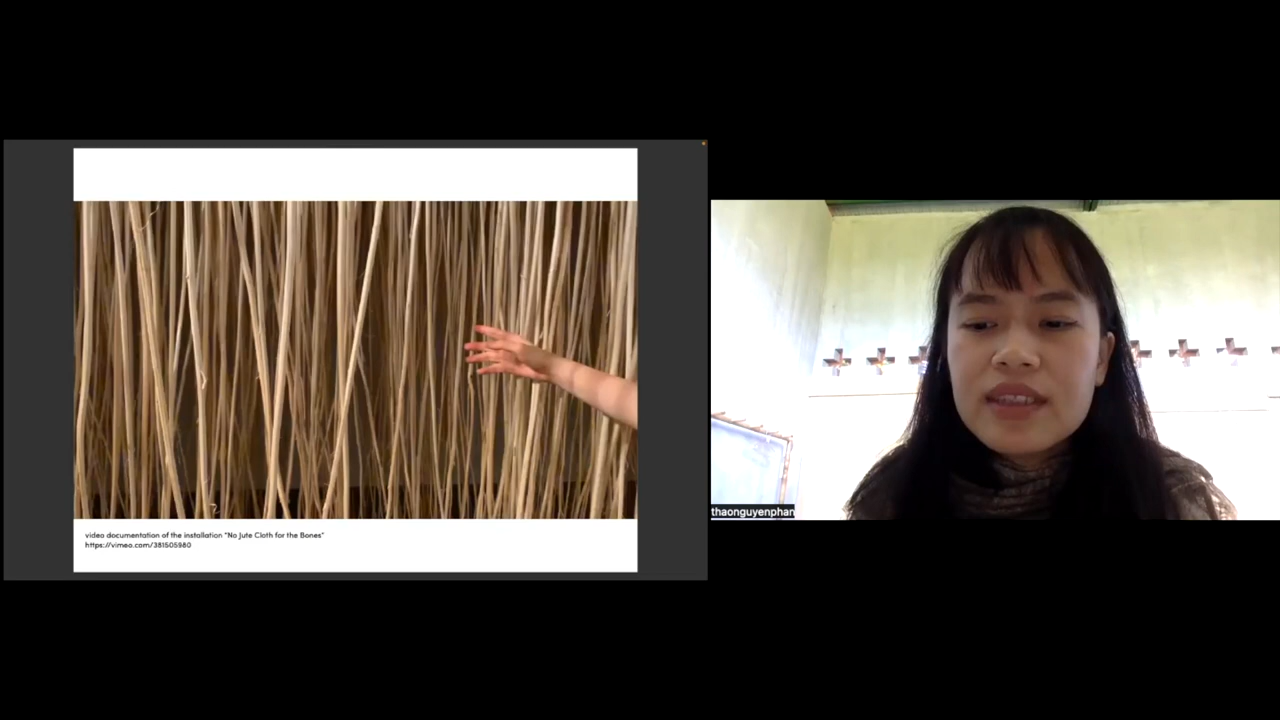 video documentation of the installation "No Jute Cloth for the Bones"
https://vimeo.com/381505980
thaonguyenphan